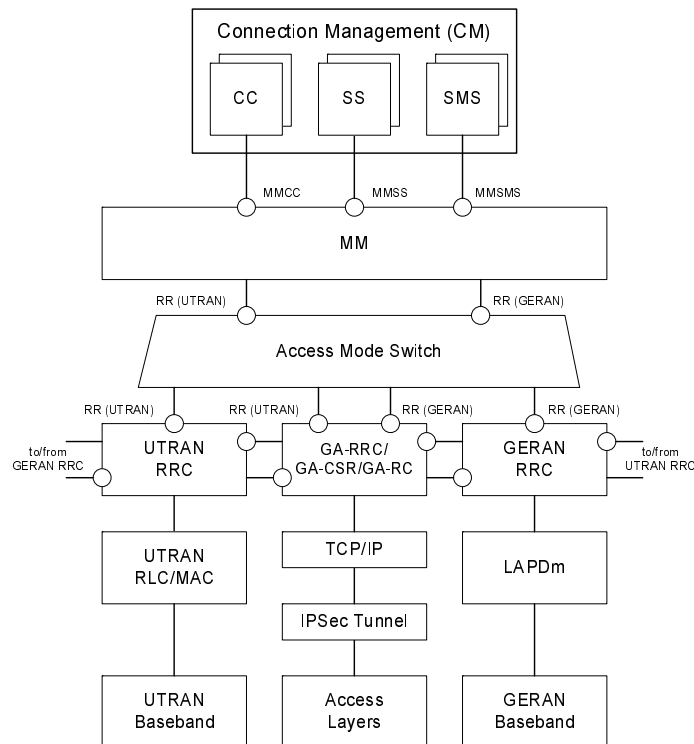 Connection Management (CM)
CC
SS
SMS
MMCC
MMSS
MMSMS
MM
RR (UTRAN)
RR (GERAN)
Access Mode Switch
RR (UTRAN)
RR (UTRAN)
RR (GERAN)
RR (GERAN)
to/from
GERAN RRC
UTRAN
RRC
GA-RRC/
GA-CSR/GA-RC
GERAN
RRC
to/from
UTRAN RRC
UTRAN
RLC/MAC
TCP/IP
LAPDm
IPSec Tunnel
UTRAN
Baseband
Access
Layers
GERAN
Baseband